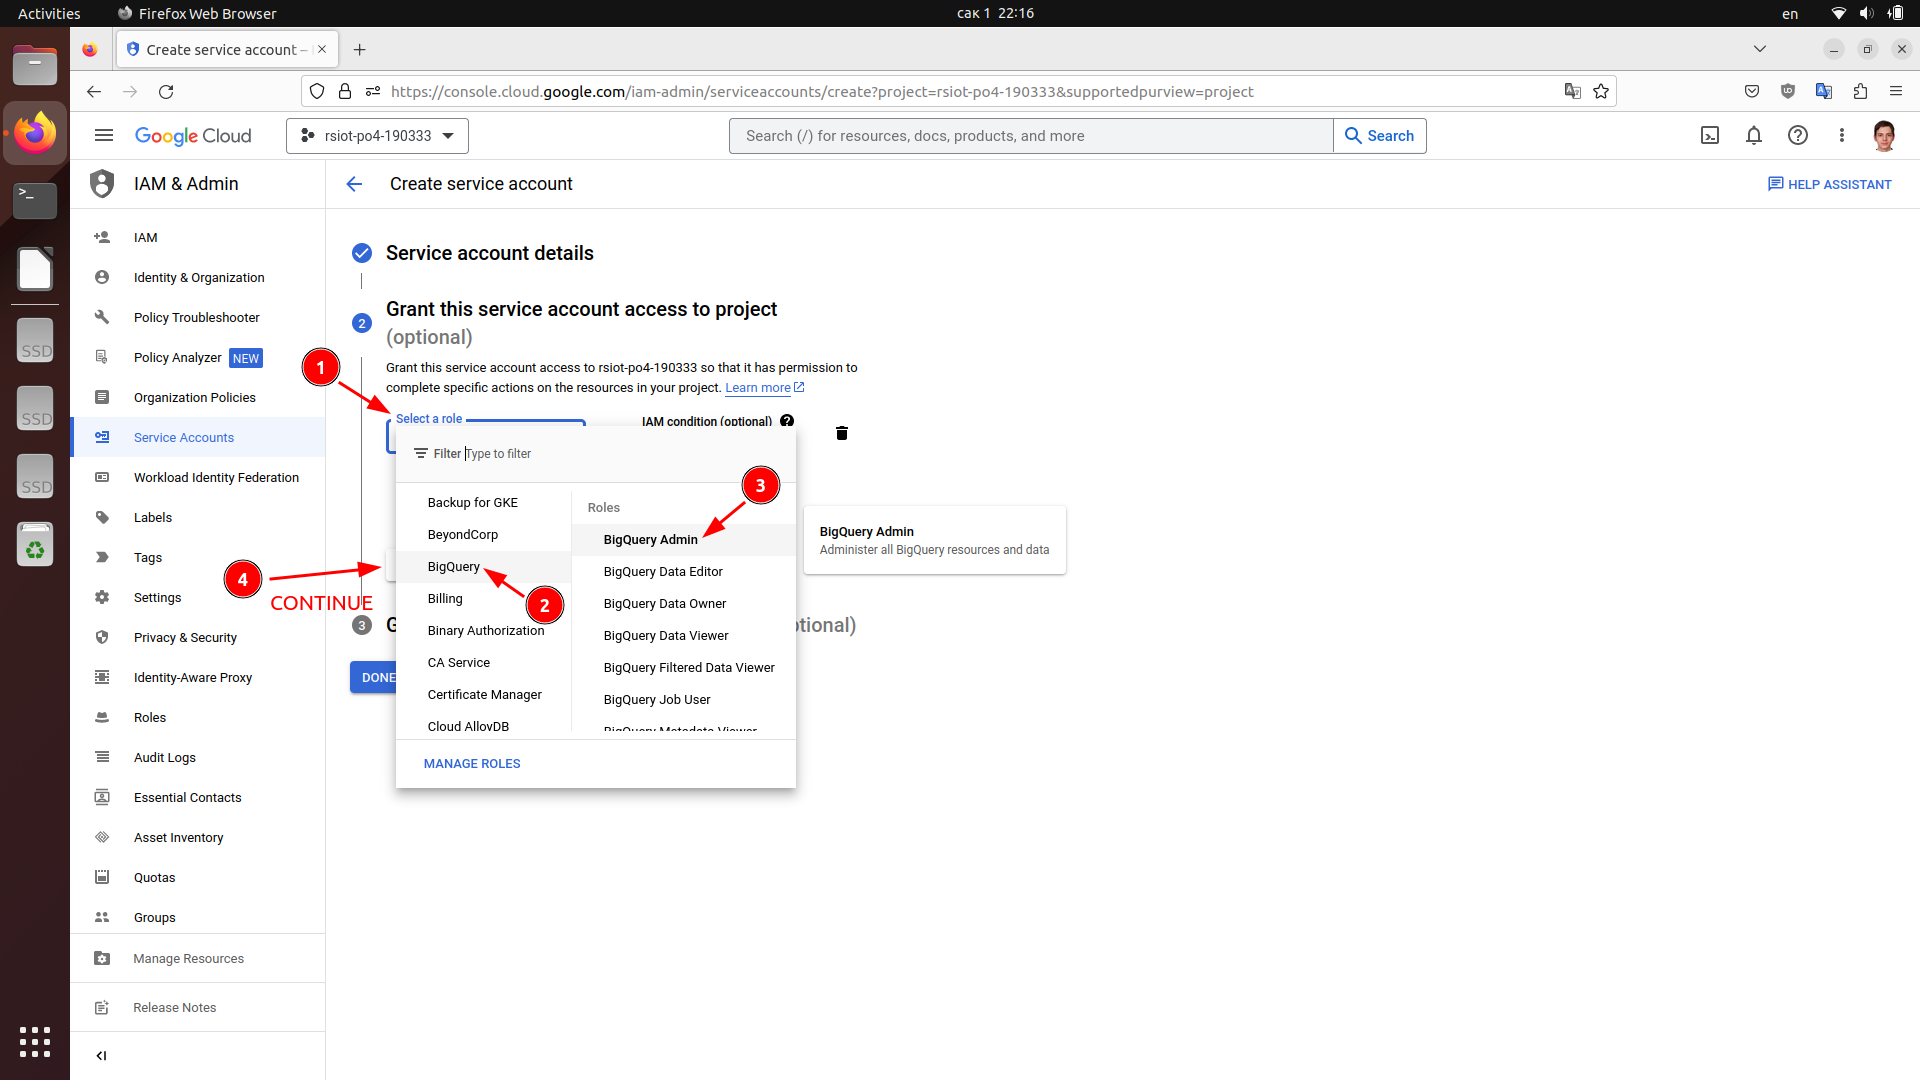 Activities
Firefox Web Browser
сак 1 22:16
en
Create service account –
https://console.cloud.google.com/iam-admin/serviceaccounts/create?project=rsiot-po4-190333&supportedpurview=project
Google Cloud
rsiot-po4-190333
Search (/) for resources, docs, products, and more
Search
IAM & Admin
Create service account
HELP ASSISTANT
IAM
Identity & Organization
Policy Troubleshooter
Policy Analyzer NEW
Organization Policies
Service Accounts
Workload Identity Federation
Labels
Tags
Settings
Privacy & Security
Identity-Aware Proxy
Roles
Audit Logs
Essential Contacts
Asset Inventory
Quotas
Groups
Manage Resources
Release Notes
SSD
SSD
SSD
Service account details
2
Grant this service account access to project
(optional)
Grant this service account access to rsiot-po4-190333 so that it has permission to
complete specific actions on the resources in your project. Learn more
1
Select a role
IAM condition (optional)
Filter Type to filter
Backup for GKE
BeyondCorp
BigQuery
Billing
Binary Authorization
CA Service
Certificate Manager
Cloud AlloyDB
Roles
3
BigQuery Admin
BigQuery Data Editor
BigQuery Data Owner
BigQuery Data Viewer
BigQuery Filtered Data Viewer
BigQuery Job User
BigQuery Metadata Viewer
MANAGE ROLES
BigQuery Admin
Administer all BigQuery resources and data
2
4
CONTINUE
3
G
ptional)
DONE